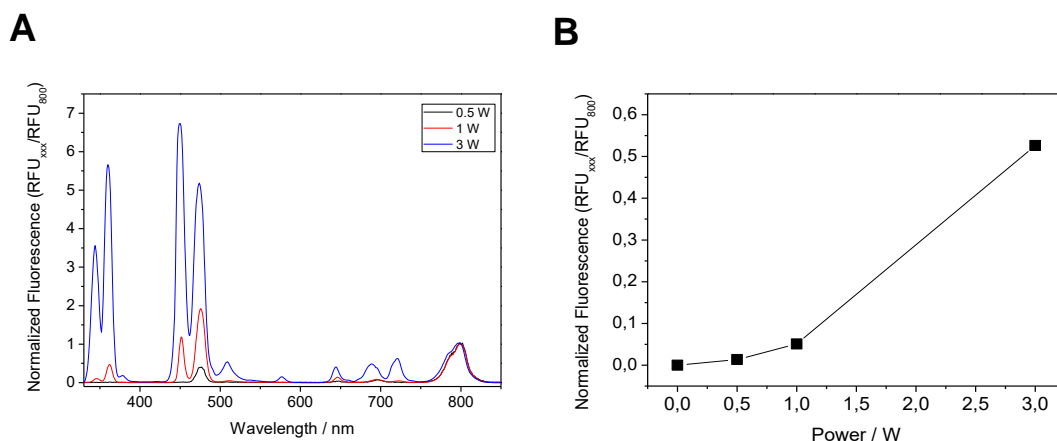 A
Normalized Fluorescence (RFUxxx/RFU800)
7
6
5
4
3
2
1
0
0.5 W
1 W
3 W
400 500 600 700 800
Wavelength / nm
B
Normalized Fluorescence (RFUxxx/RFU800)
0,6
0,5
0,4
0,3
0,2
0,1
0,0
0,0 0,5 1,0 1,5 2,0 2,5 3,0
Power / W